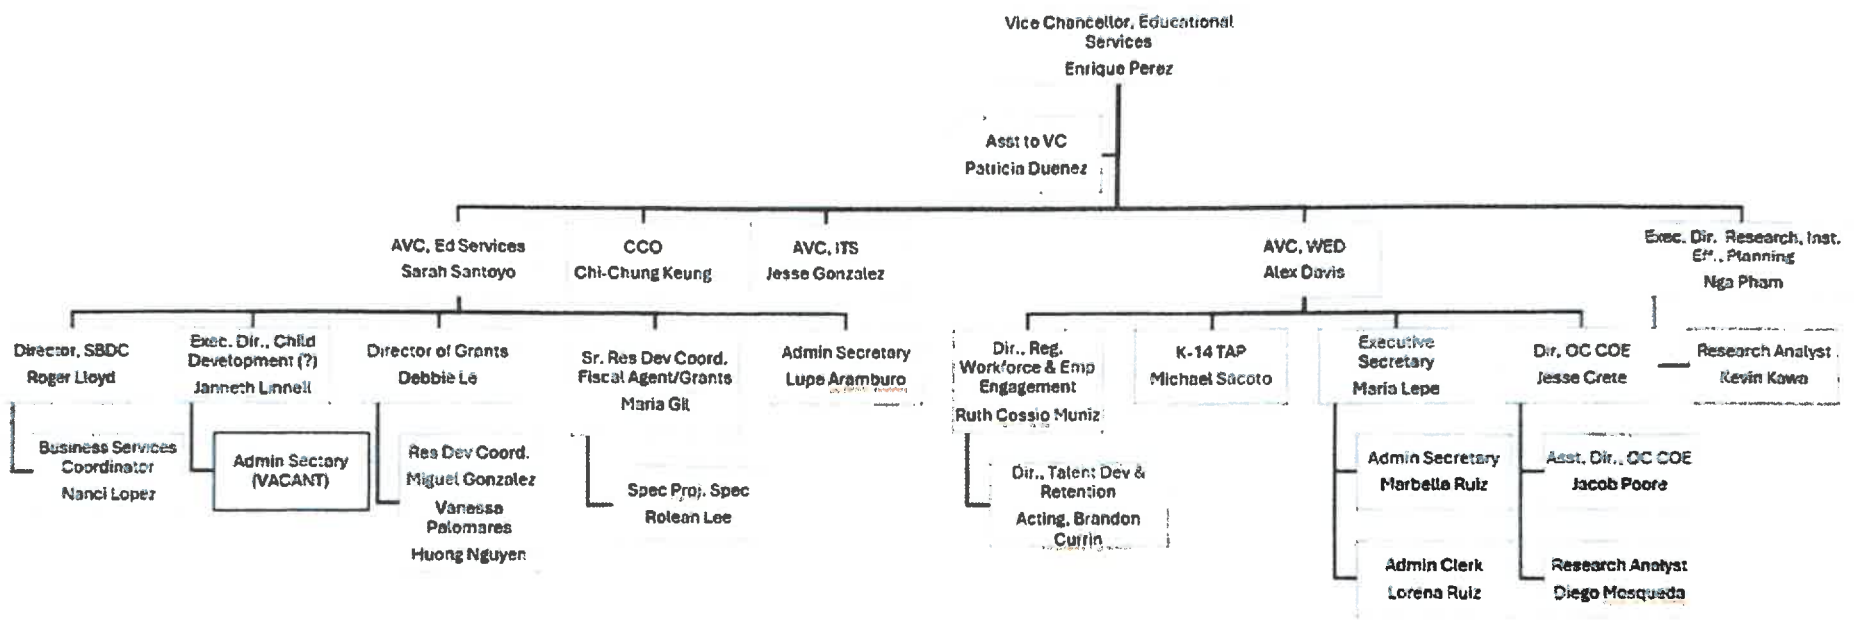 Vice Chancellor, Educational
Services
Enrique Perez
Asst to VC
Patricia Duenez
AVC, Ed Services
Sarah Santoyo
CCO
Chi-Chung Keung
AVC, ITS
Jesse Gonzalez
AVC, WED
Alex Davis
Exec. Dir. Research, Inst.
Eff., Planning
Nga Pham
Director, SBDC
Roger Lloyd
Exec. Dir., Child
Development (?)
Janneth Linnell
Director of Grants
Debbie Le
Sr. Res Dev Coord.
Fiscal Agent/Grants
Maria Gil
Admin Secretary
Lupe Aramburo
Dir., Reg.
Workforce & Emp
Engagement
Ruth Cossio Muniz
K-14 TAP
Michael Sacoto
Executive
Secretary
Maria Lepe
Dir, OC COE
Jesse Crete
Research Analyst
Kevin Kawa
Business Services
Coordinator
Nanci Lopez
Admin Sectary
(VACANT)
Res Dev Coord.
Miguel Gonzalez
Vanessa
Palomares
Huong Nguyen
Spec Proj. Spec
Rolean Lee
Dir., Talent Dev &
Retention
Acting, Brandon
Currin
Admin Secretary
Marbella Ruiz
Asst, Dir., OC COE
Jacob Poore
Admin Clerk
Lorena Ruiz
Research Analyst
Diego Mosqueda